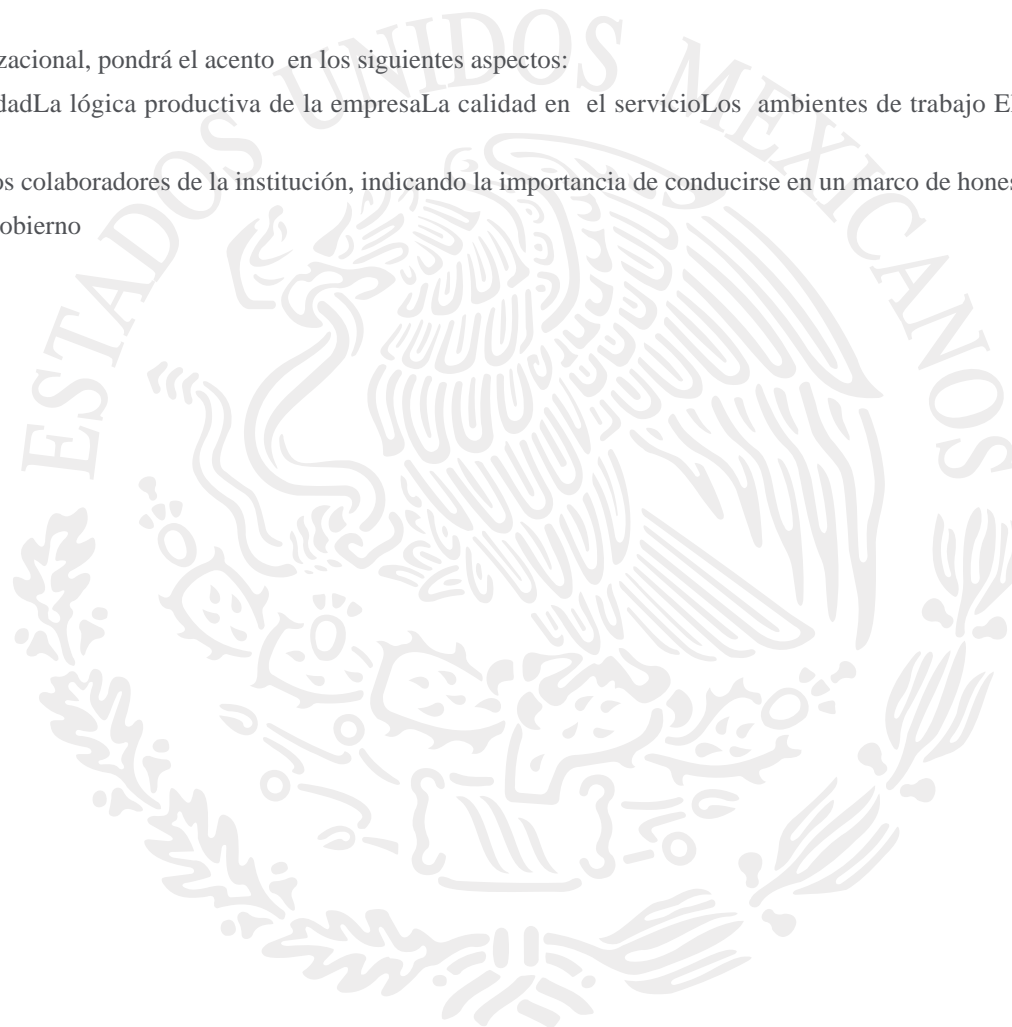 zacional, pondrá el acento en los siguientes aspectos:
dadLa lógica productiva de la empresaLa calidad en el servicioLos ambientes de trabajo El
os colaboradores de la institución, indicando la importancia de conducirse en un marco de hones
obierno
ESTADOS UNIDOS MEXICANOS